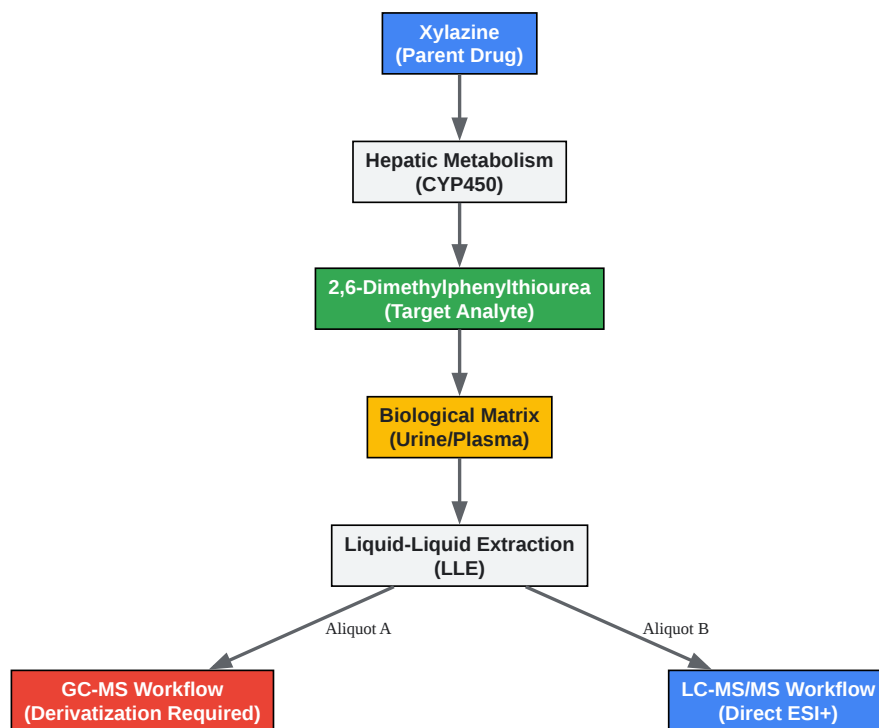 Xylazine
(Parent Drug)
Hepatic Metabolism
(CYP450)
2,6-Dimethylphenylthiourea
(Target Analyte)
Biological Matrix
(Urine/Plasma)
Liquid-Liquid Extraction
(LLE)
Aliquot A
Aliquot B
GC-MS Workflow
(Derivatization Required)
LC-MS/MS Workflow
(Direct ESI+)